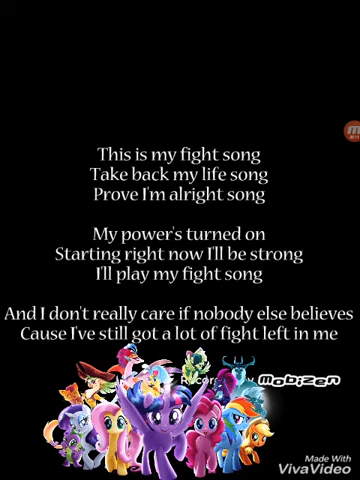 This is my fight song
Take back my life song
Prove I'm alright song
My power's turned on
Starting right now I'll be strong
I'll play my fight song
And I don't really care if nobody else believes
Cause I've still got a lot of fight left in me
Mobizen
Made With
VivaVideo